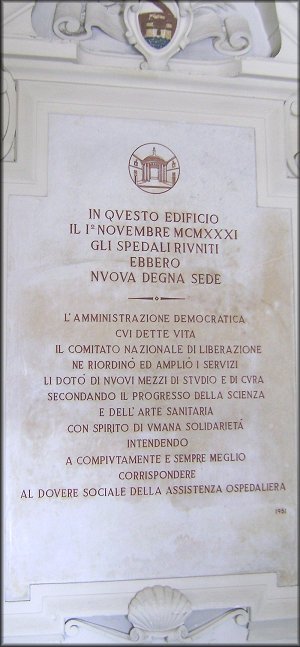 IN QVESTO EDIFICIO
IL 1º NOVEMBRE MCMXXXI
GLI SPEDALI RIVNITI
EBBERO
NVOVA DEGNA SEDE
L'AMMINISTRAZIONE DEMOCRATICA
CVI DETTE VITA
IL COMITATO NAZIONALE DI LIBERAZIONE
NE RIORDINÒ ED AMPLIÒ I SERVIZI
LI DOTÒ DI NVOVI MEZZI DI STVDIO E DI CVRA
SECONDANDO IL PROGRESSO DELLA SCIENZA
E DELL'ARTE SANITARIA
CON SPIRITO DI VMANA SOLIDARIETÀ
INTENDENDO
A COMPIVTAMENTE E SEMPRE MEGLIO
CORRISPONDERE
AL DOVERE SOCIALE DELLA ASSISTENZA OSPEDALIERA
1951